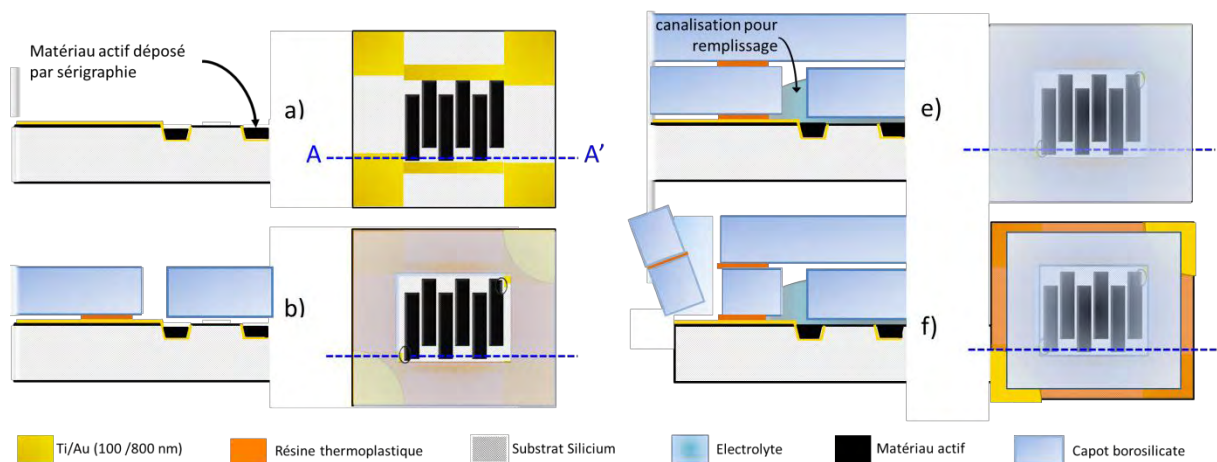 Matériau actif déposé
par sérigraphie
a)
A
A'
b)
canalisation pour
remplissage
e)
f)
Ti/Au (100 /800 nm)
Résine thermoplastique
Substrat Silicium
Electrolyte
Matériau actif
Capot borosilicate